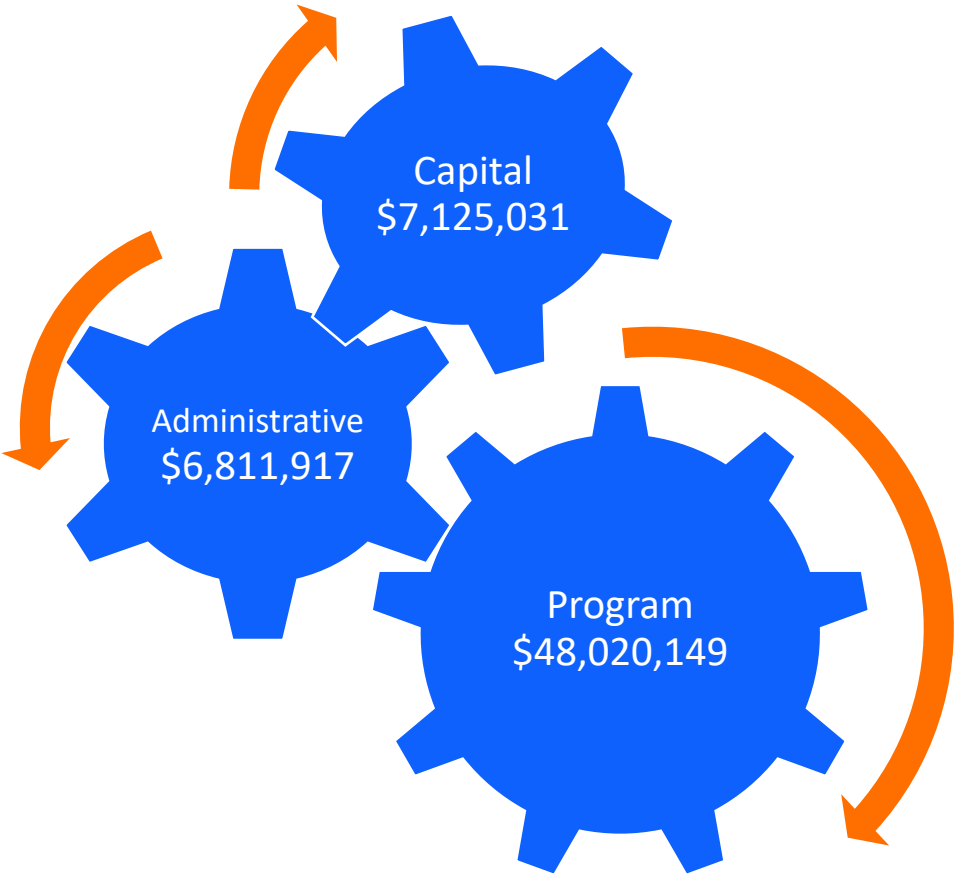 Capital
$7,125,031
Administrative
$6,811,917
Program
$48,020,149